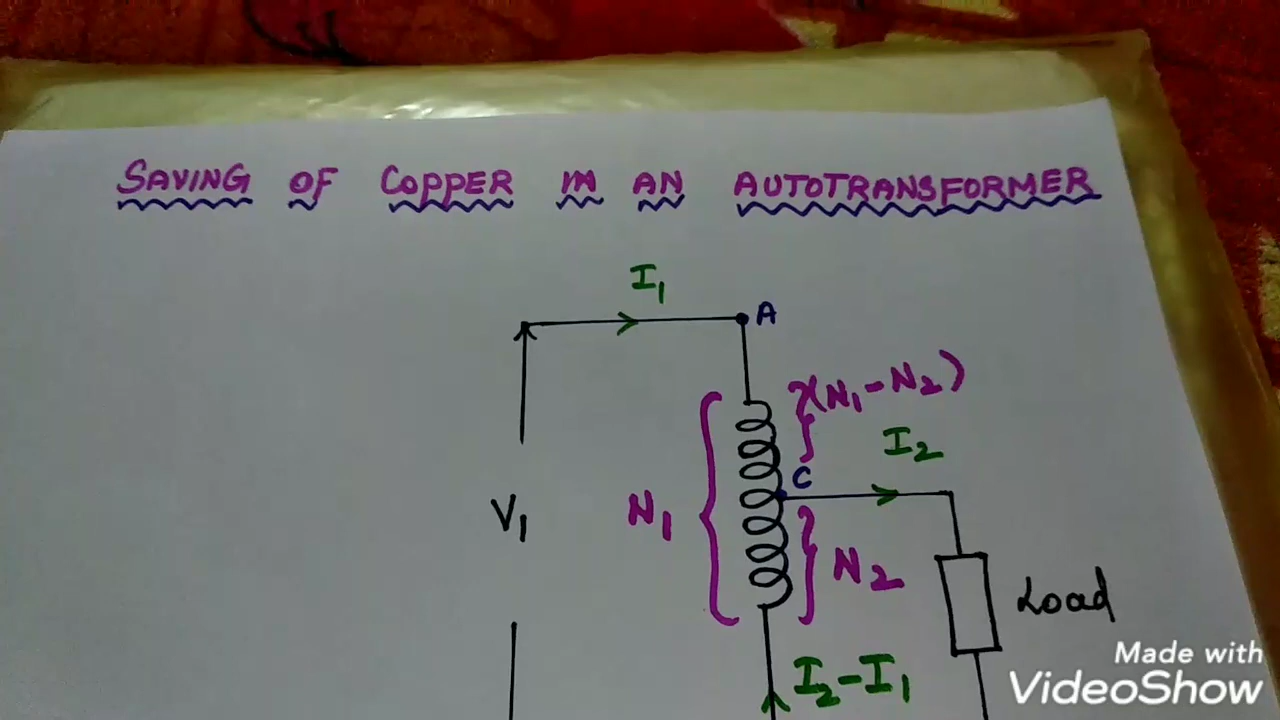 SAVING OF COPPER IN AN AUTOTRANSFORMER
I1
A
(N1-N2)
I2
C
V1
N1
N2
Load
I2-I1
Made with
VideoShow